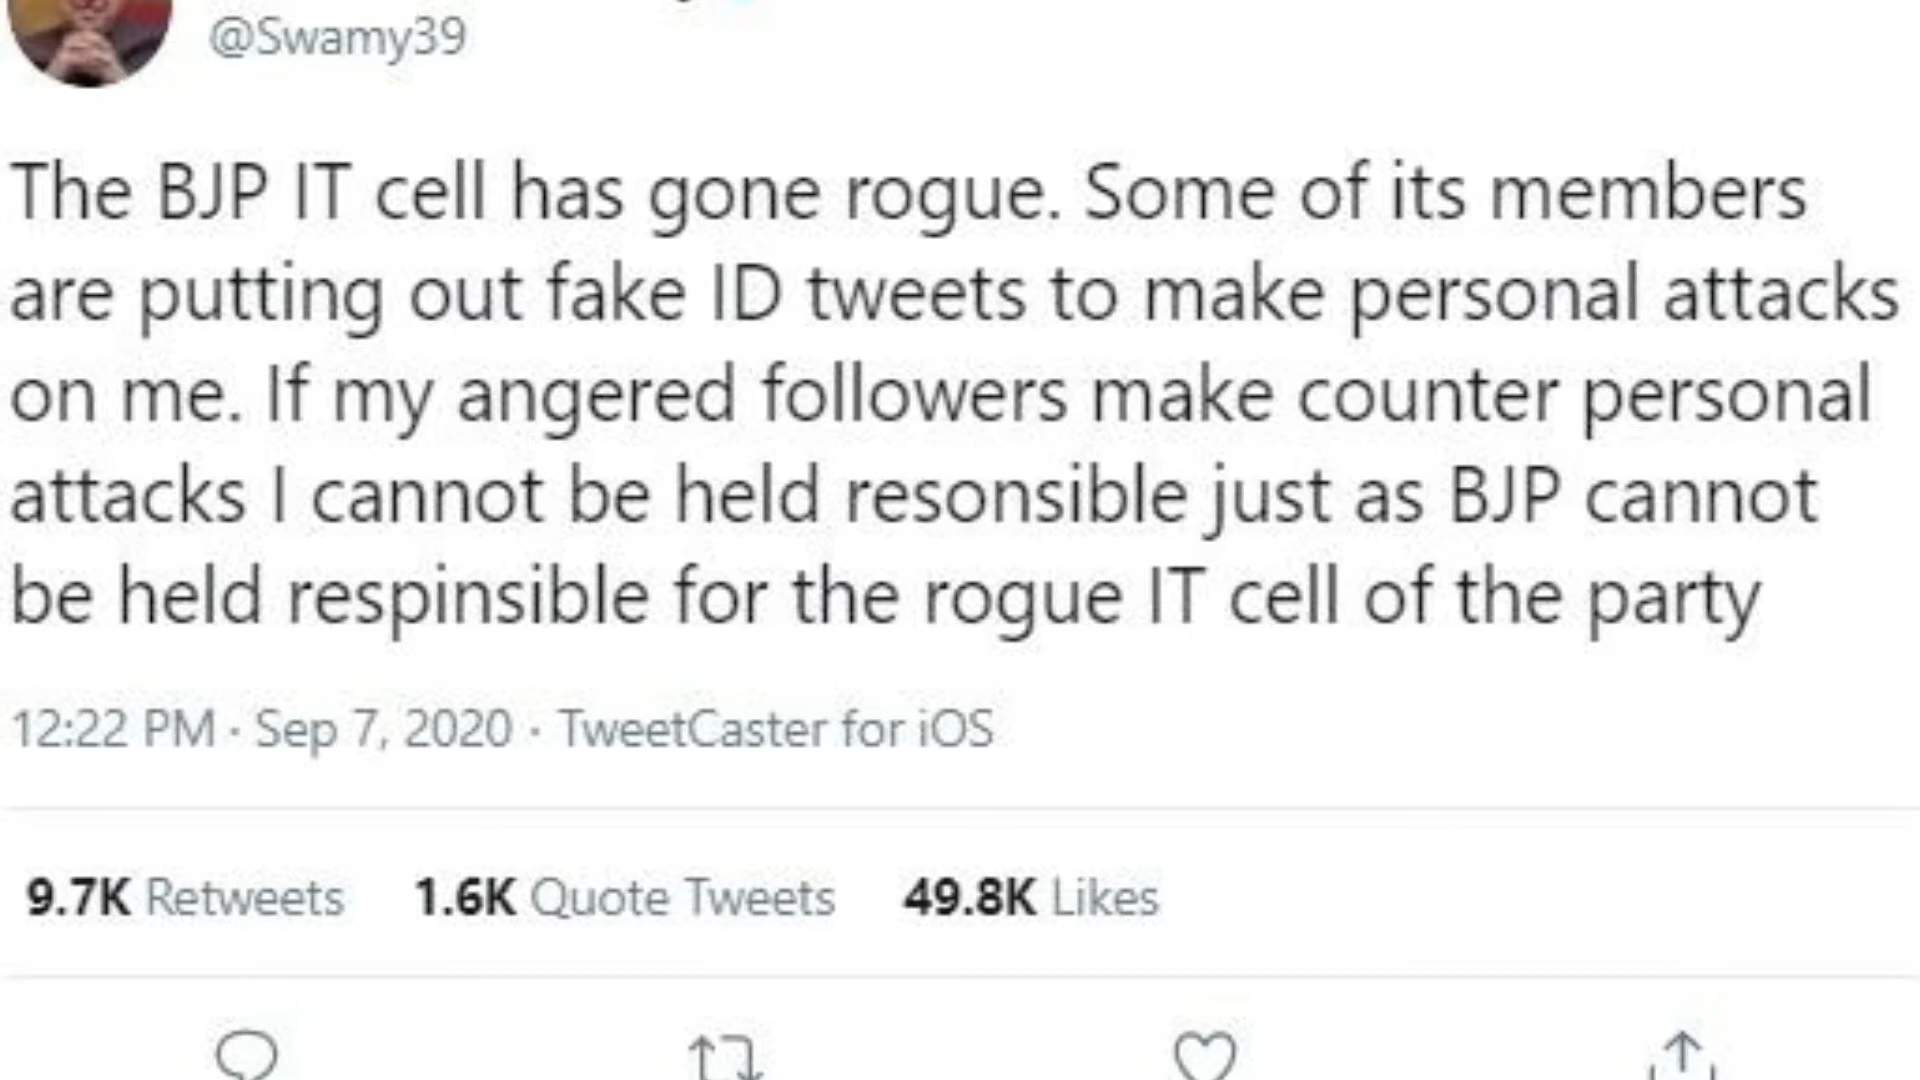 @Swamy39
The BJP IT cell has gone rogue. Some of its members
are putting out fake ID tweets to make personal attacks
on me. If my angered followers make counter personal
attacks I cannot be held resonsible just as BJP cannot
be held respinsible for the rogue IT cell of the party
12:22 PM · Sep 7, 2020 · TweetCaster for iOS
9.7K Retweets 1.6K Quote Tweets 49.8K Likes